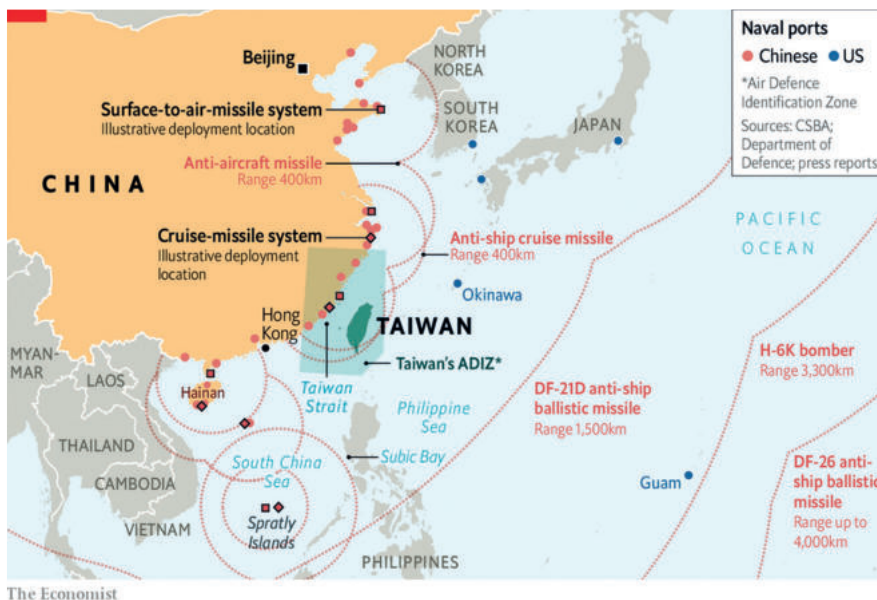 Naval ports
Chinese US
*Air Defence
Identification Zone
Sources: CSBA;
Department of
Defence; press reports
Beijing
NORTH
KOREA
SOUTH
KOREA
JAPAN
Surface-to-air-missile system
Illustrative deployment location
Anti-aircraft missile
Range 400km
CHINA
PACIFIC
OCEAN
Cruise-missile system
Illustrative deployment
location
Anti-ship cruise missile
Range 400km
Okinawa
Hong
Kong
TAIWAN
Taiwan's ADIZ*
MYAN-
MAR
LAOS
Hainan
Taiwan
Strait
Philippine
Sea
DF-21D anti-ship
ballistic missile
Range 1,500km
H-6K bomber
Range 3,300km
THAILAND
CAMBODIA
VIETNAM
South China
Sea
Subic Bay
Spratly
Islands
Guam
DF-26 anti-
ship ballistic
missile
Range up to
4,000km
PHILIPPINES
The Economist